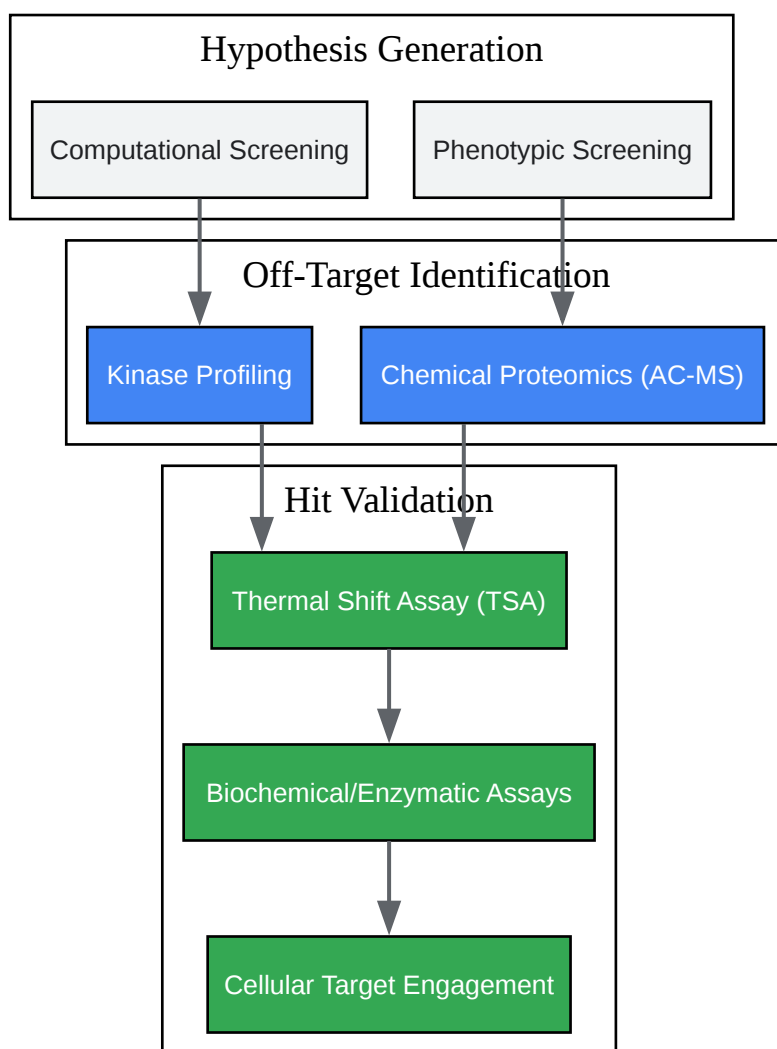 Hypothesis Generation
Computational Screening
Phenotypic Screening
Off-Target Identification
Kinase Profiling
Chemical Proteomics (AC-MS)
Hit Validation
Thermal Shift Assay (TSA)
Biochemical/Enzymatic Assays
Cellular Target Engagement